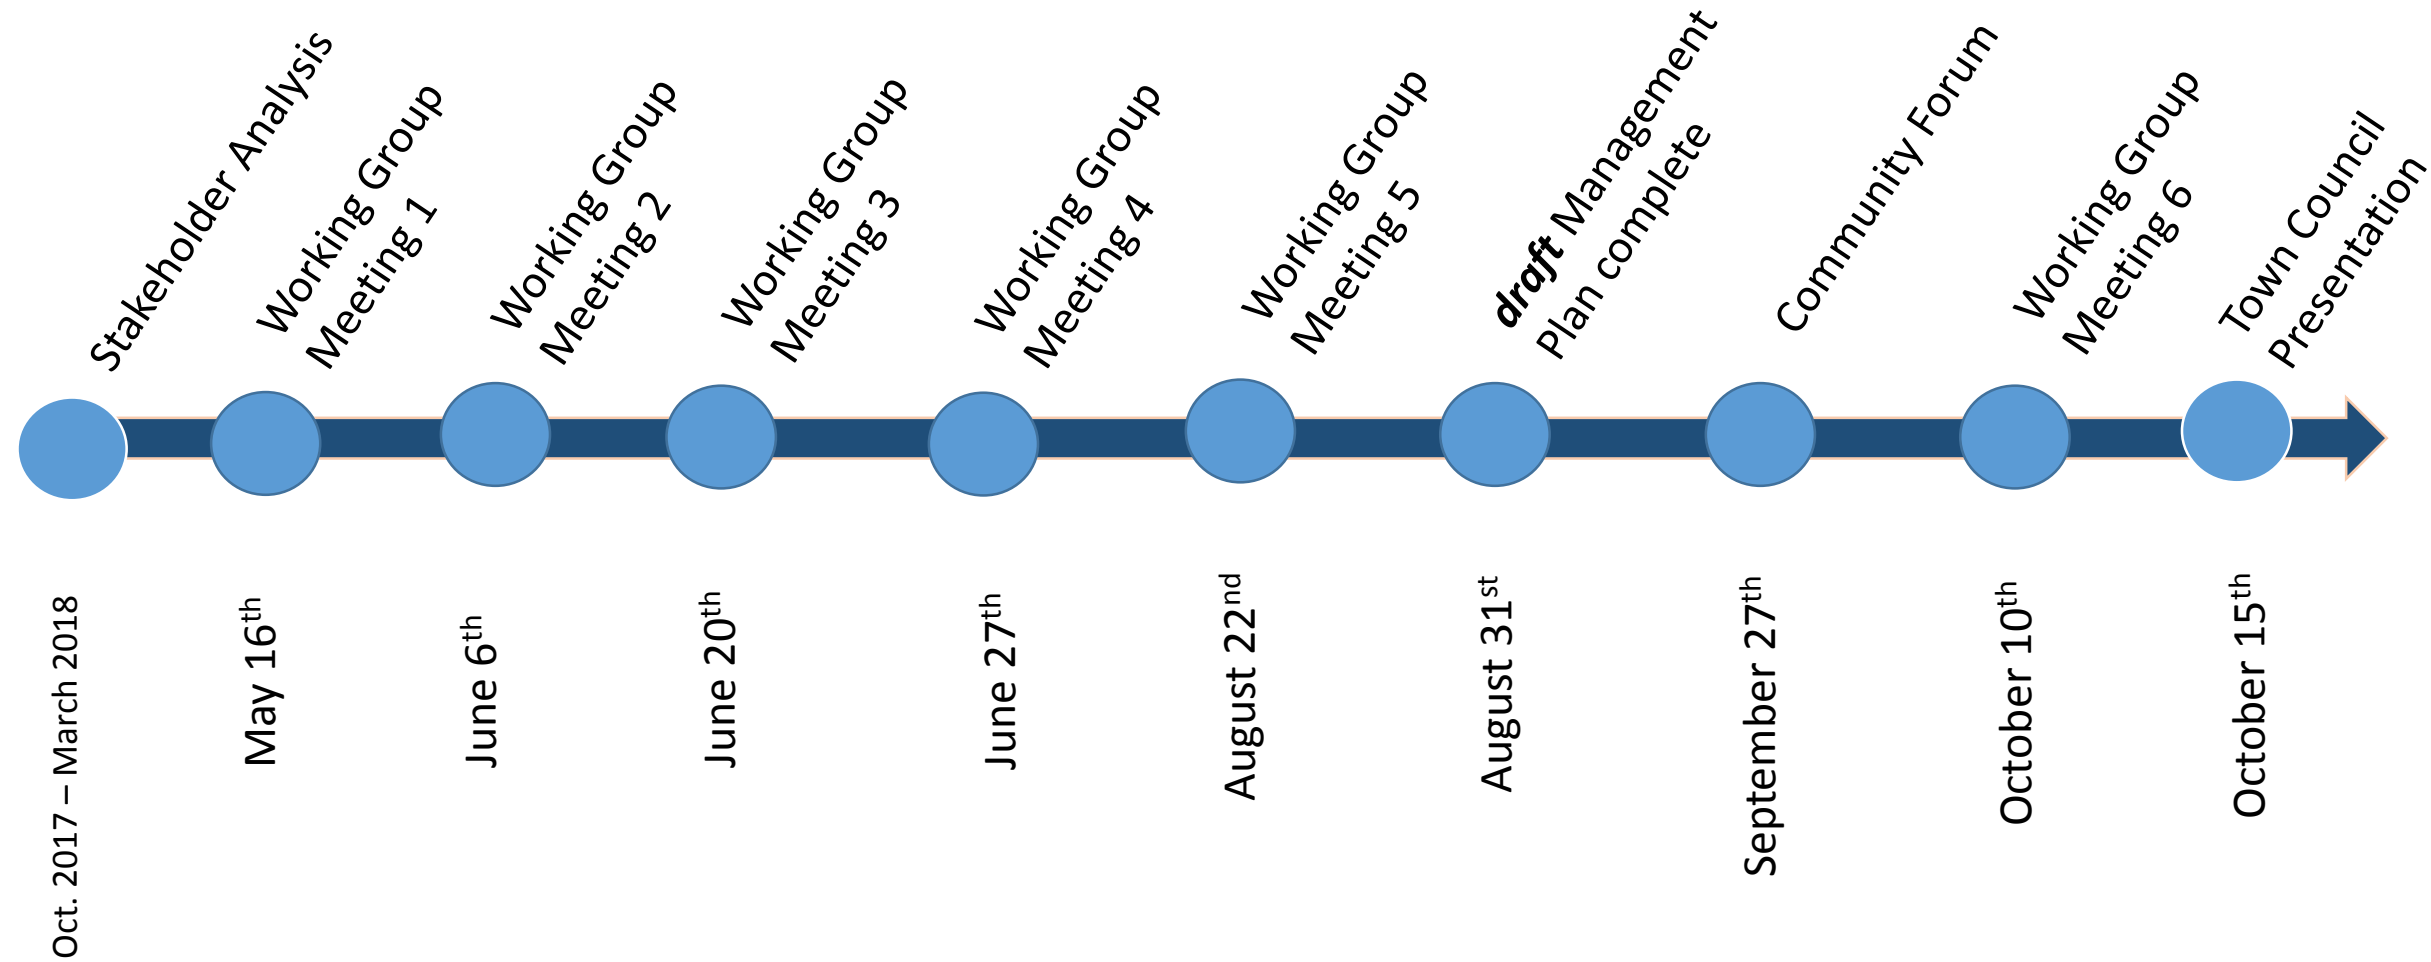 Stakeholder Analysis
Working Group
Meeting 1
Working Group
Meeting 2
Working Group
Meeting 3
Working Group
Meeting 4
Working Group
Meeting 5
draft Management
Plan complete
Community Forum
Working Group
Meeting 6
Town Council
Presentation
Oct. 2017 – March 2018
May 16th
June 6th
June 20th
June 27th
August 22nd
August 31st
September 27th
October 10th
October 15th